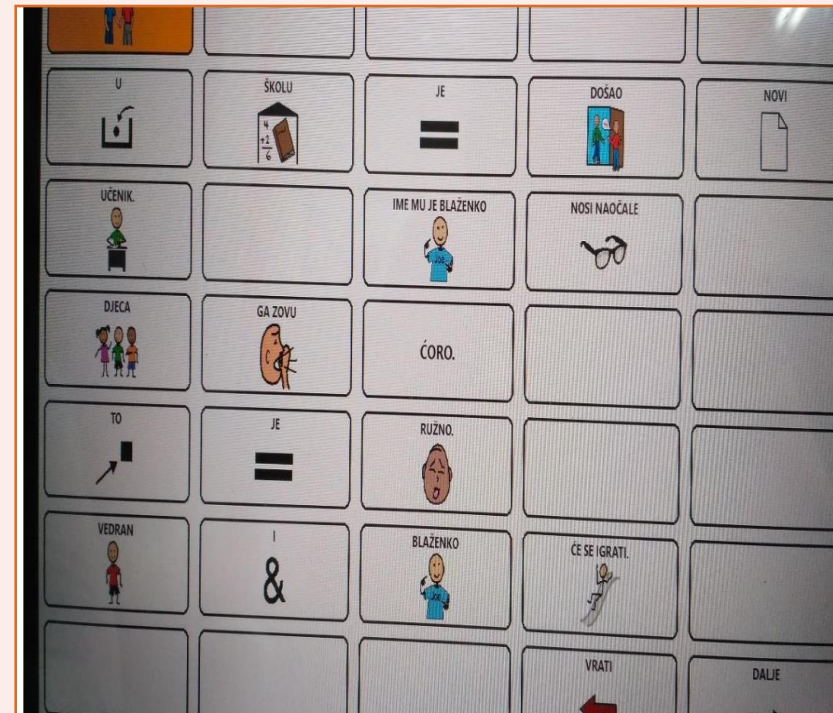 U ŠKOLU JE DOŠAO NOVI
UČENIK. IME MU JE BLAŽENKO NOSI NAOČALE
DJECA GA ZOVU ĆORO.
TO JE RUŽNO.
VEDRAN I BLAŽENKO ĆE SE IGRATI.
VRATI DALJE